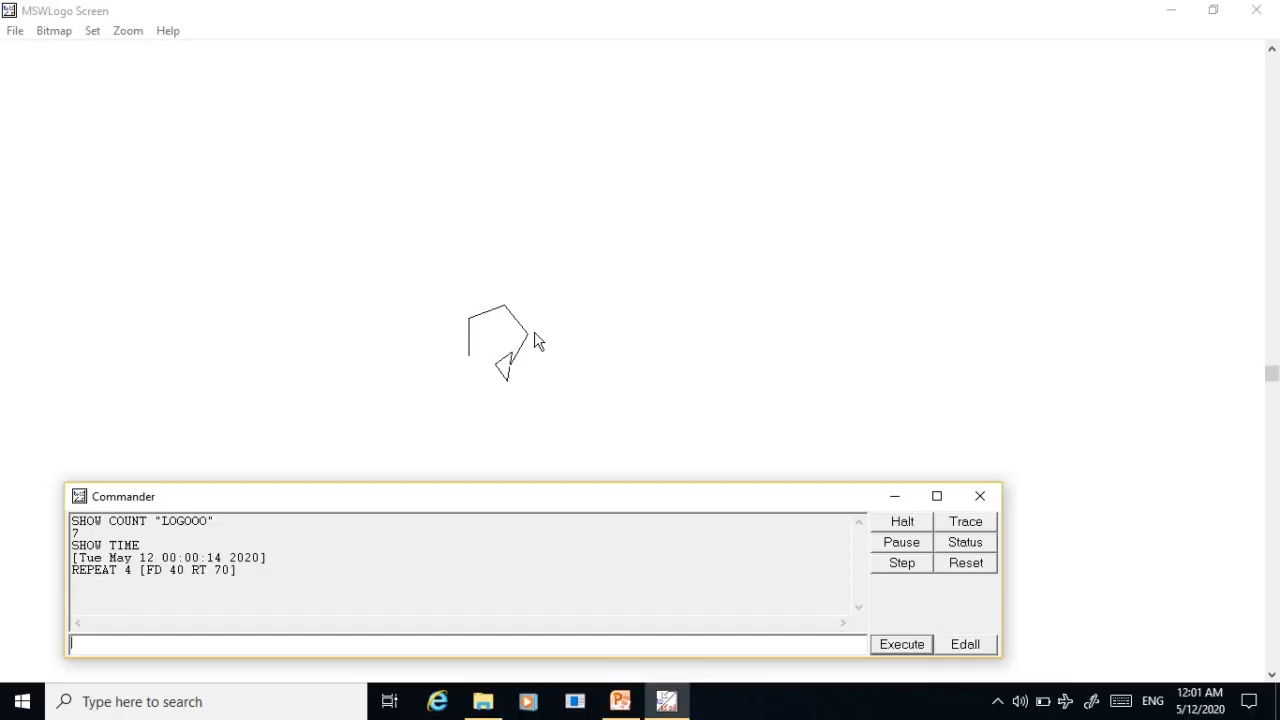 MSWLogo Screen
File Bitmap Set Zoom Help
Commander
SHOW COUNT "LOGOOO"
7
SHOW TIME
[Tue May 12 00:00:14 2020]
REPEAT 4 [FD 40 RT 70]
Halt Trace
Pause Status
Step Reset
Execute Edall
Type here to search
ENG
12:01 AM
5/12/2020